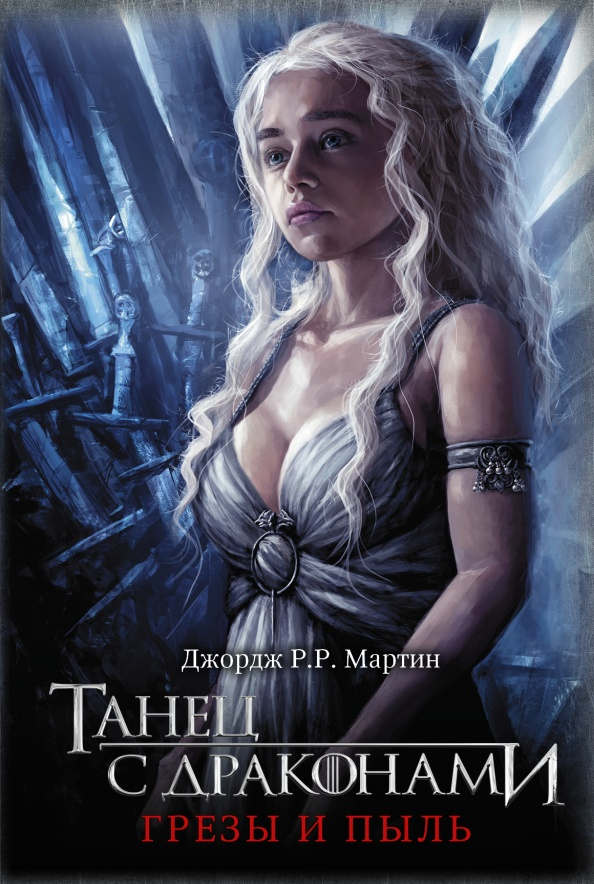 Джордж Р.Р. Мартин
Танец
с драконами
ГРЕЗЫ И ПЫЛЬ